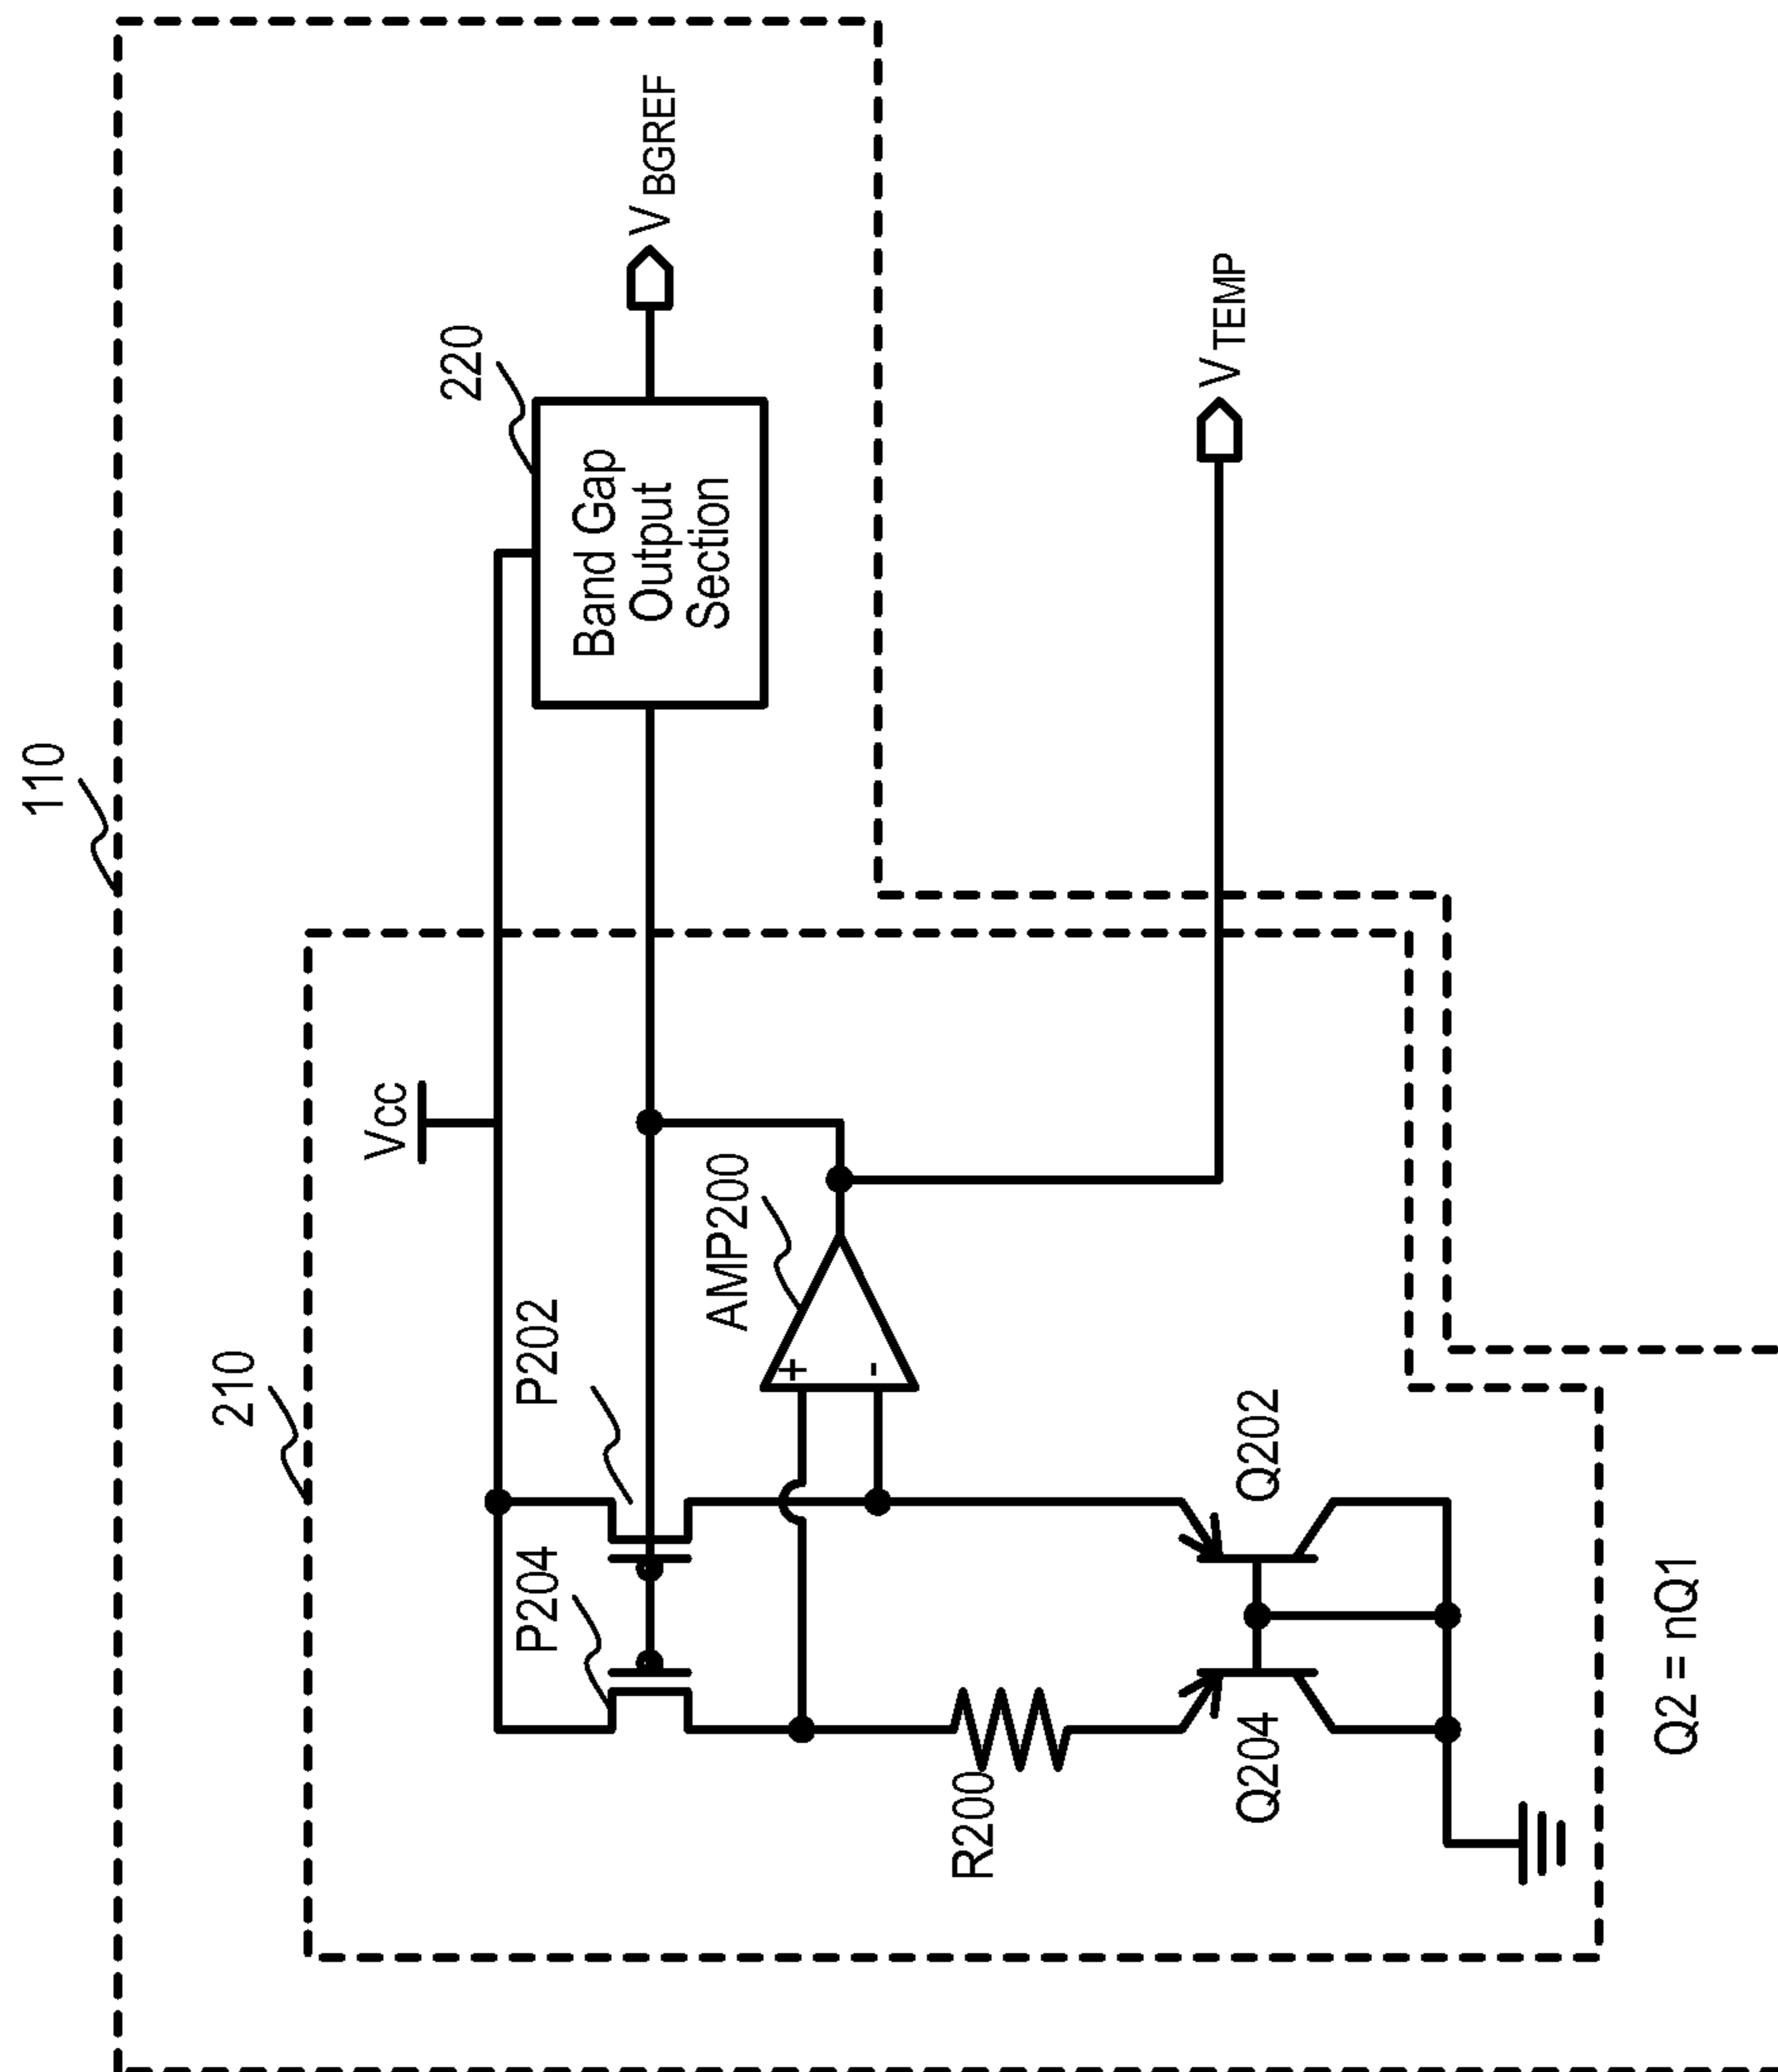 110
210
220
Vcc
P204
P202
Band Gap
Output
Section
VBGREF
AMP200
+
-
R200
Q204
Q202
VTEMP
Q2 = nQ1